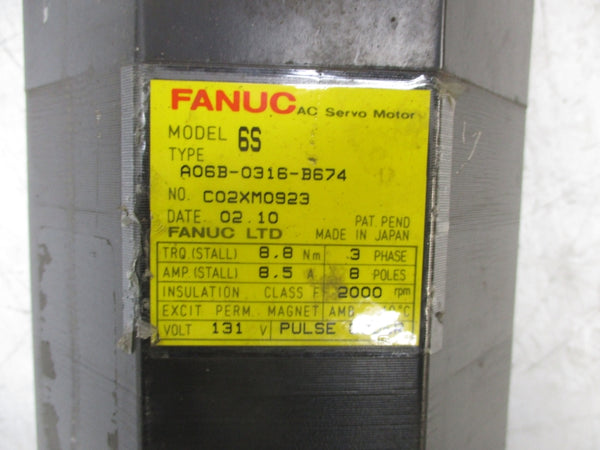 FANUC AC Servo Motor
MODEL 6S
TYPE
A06B-0316-B674
NO. C02XM0923
DATE 02.10 PAT. PEND
FANUC LTD MADE IN JAPAN
TRQ.(STALL) 8.8 Nm 3 PHASE
AMP.(STALL) 8.5 A 8 POLES
INSULATION CLASS F 2000 rpm
EXCIT PERM. MAGNET AMB. °C
VOLT 131 V PULSE